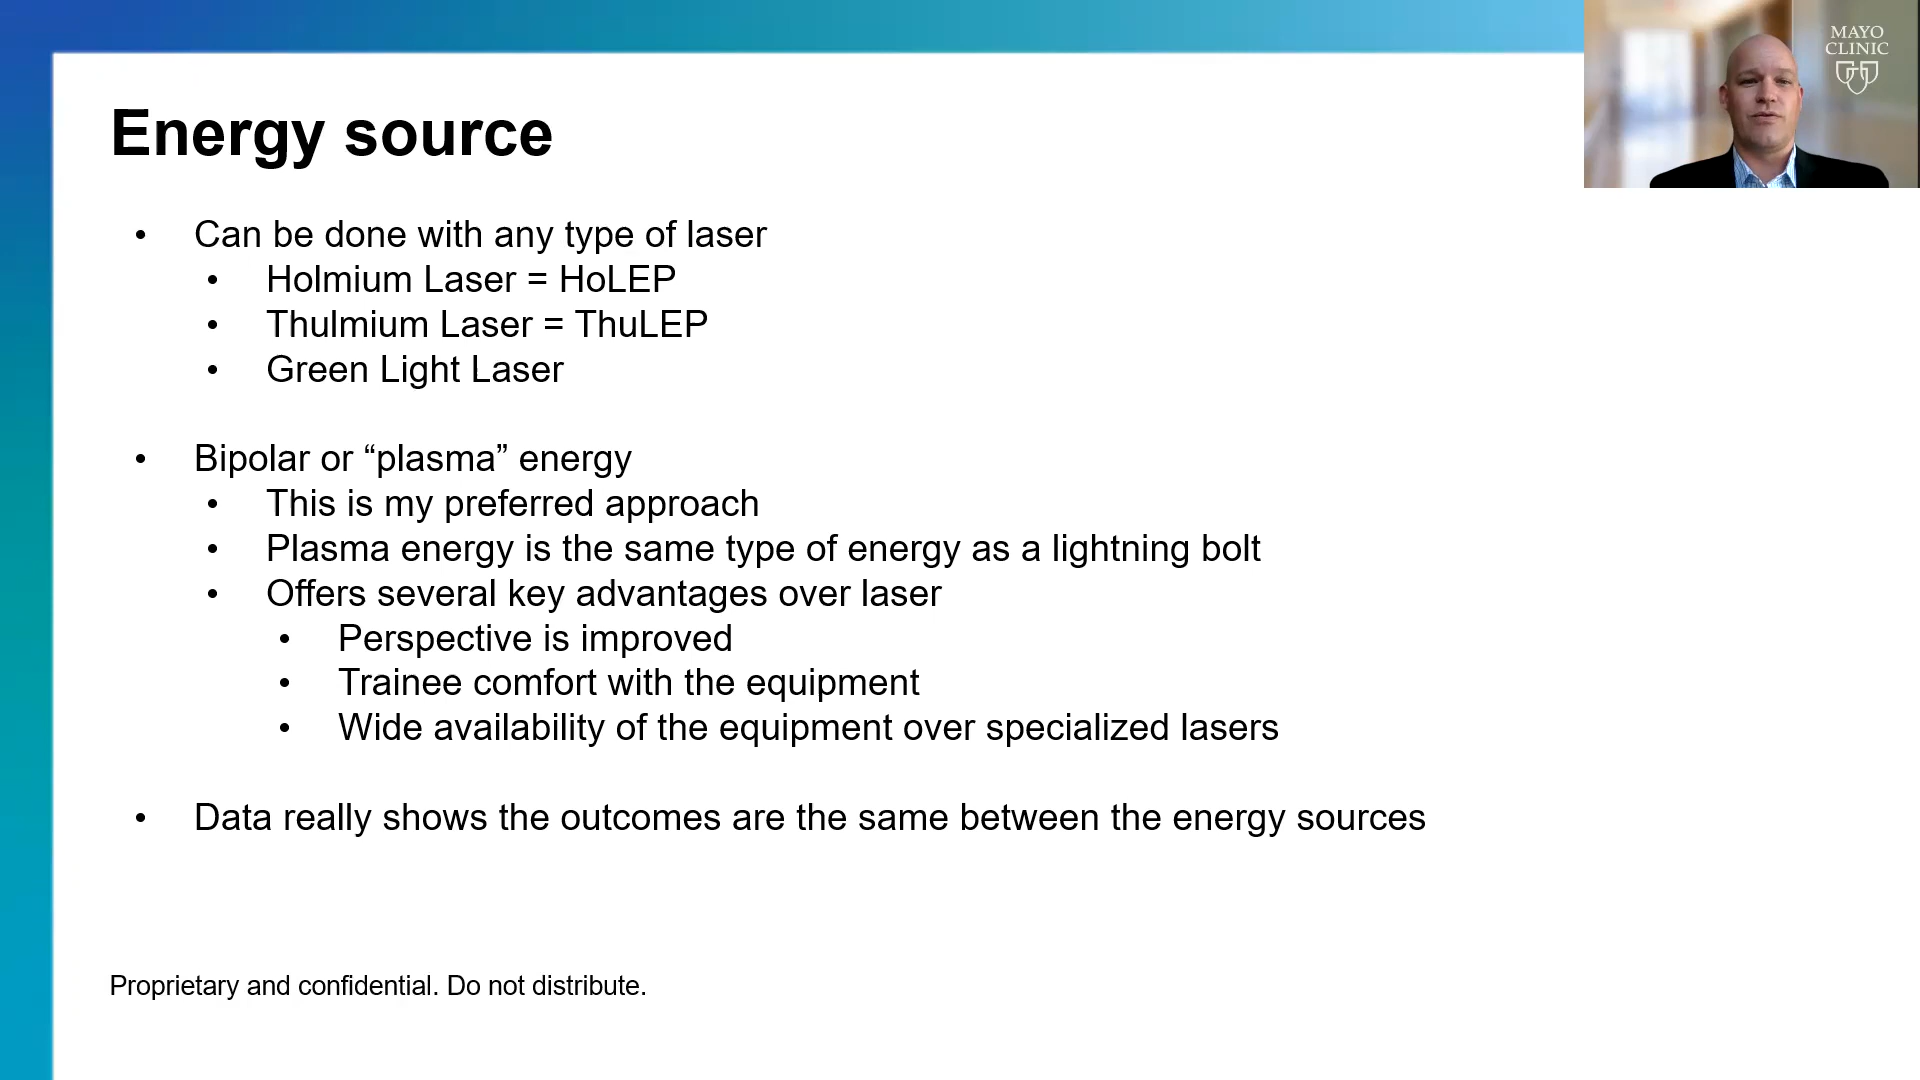 MAYO
CLINIC
Energy source
• Can be done with any type of laser
• Holmium Laser = HoLEP
• Thulmium Laser = ThuLEP
• Green Light Laser
• Bipolar or “plasma” energy
• This is my preferred approach
• Plasma energy is the same type of energy as a lightning bolt
• Offers several key advantages over laser
• Perspective is improved
• Trainee comfort with the equipment
• Wide availability of the equipment over specialized lasers
• Data really shows the outcomes are the same between the energy sources
Proprietary and confidential. Do not distribute.